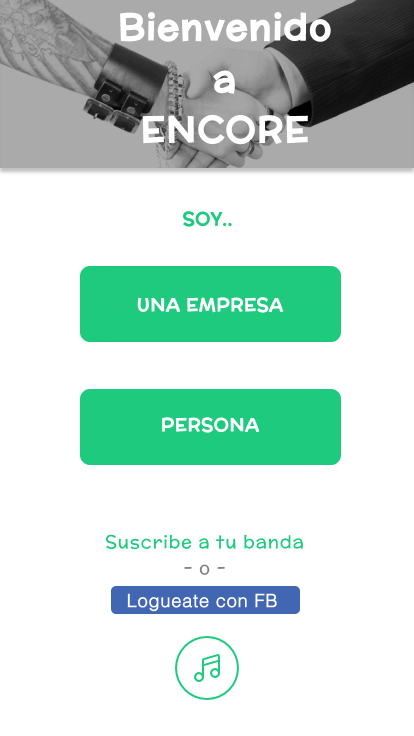 Bienvenido
a
ENCORE
SOY..
UNA EMPRESA
PERSONA
Suscribe a tu banda
- o -
Logueate con FB